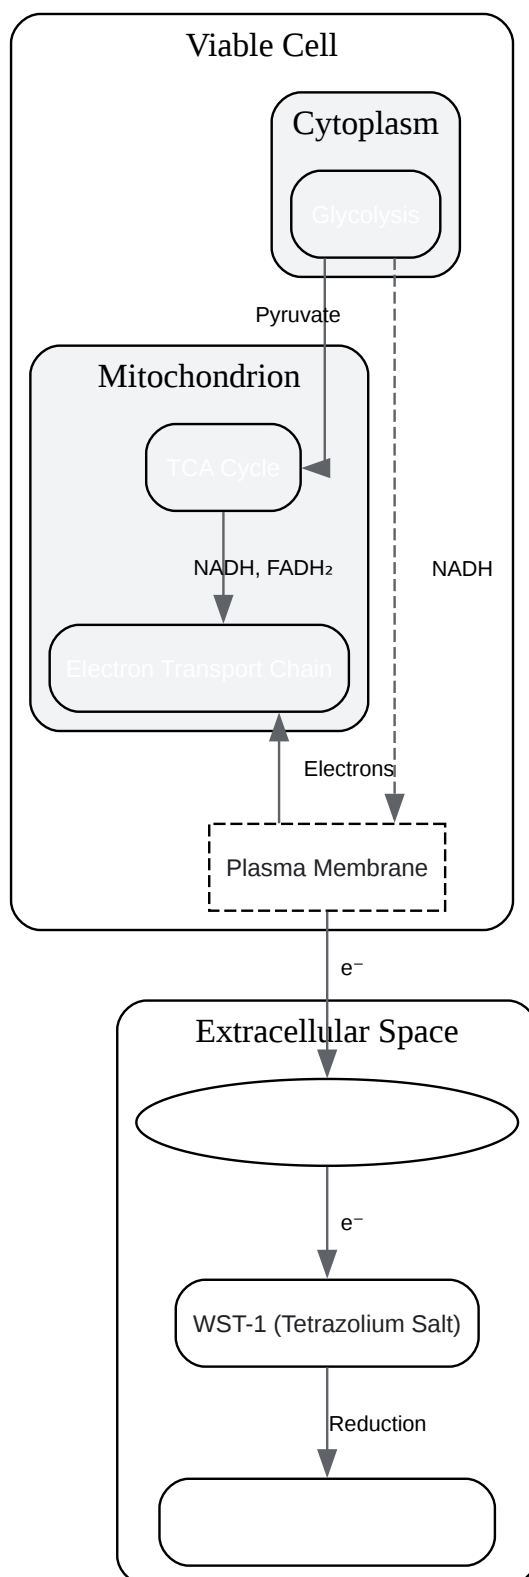 Viable Cell
Cytoplasm
Glycolysis
Pyruvate
Mitochondrion
TCA Cycle
NADH, FADH₂
NADH
Electron Transport Chain
Electrons
Plasma Membrane
e⁻
Extracellular Space
e⁻
WST-1 (Tetrazolium Salt)
Reduction